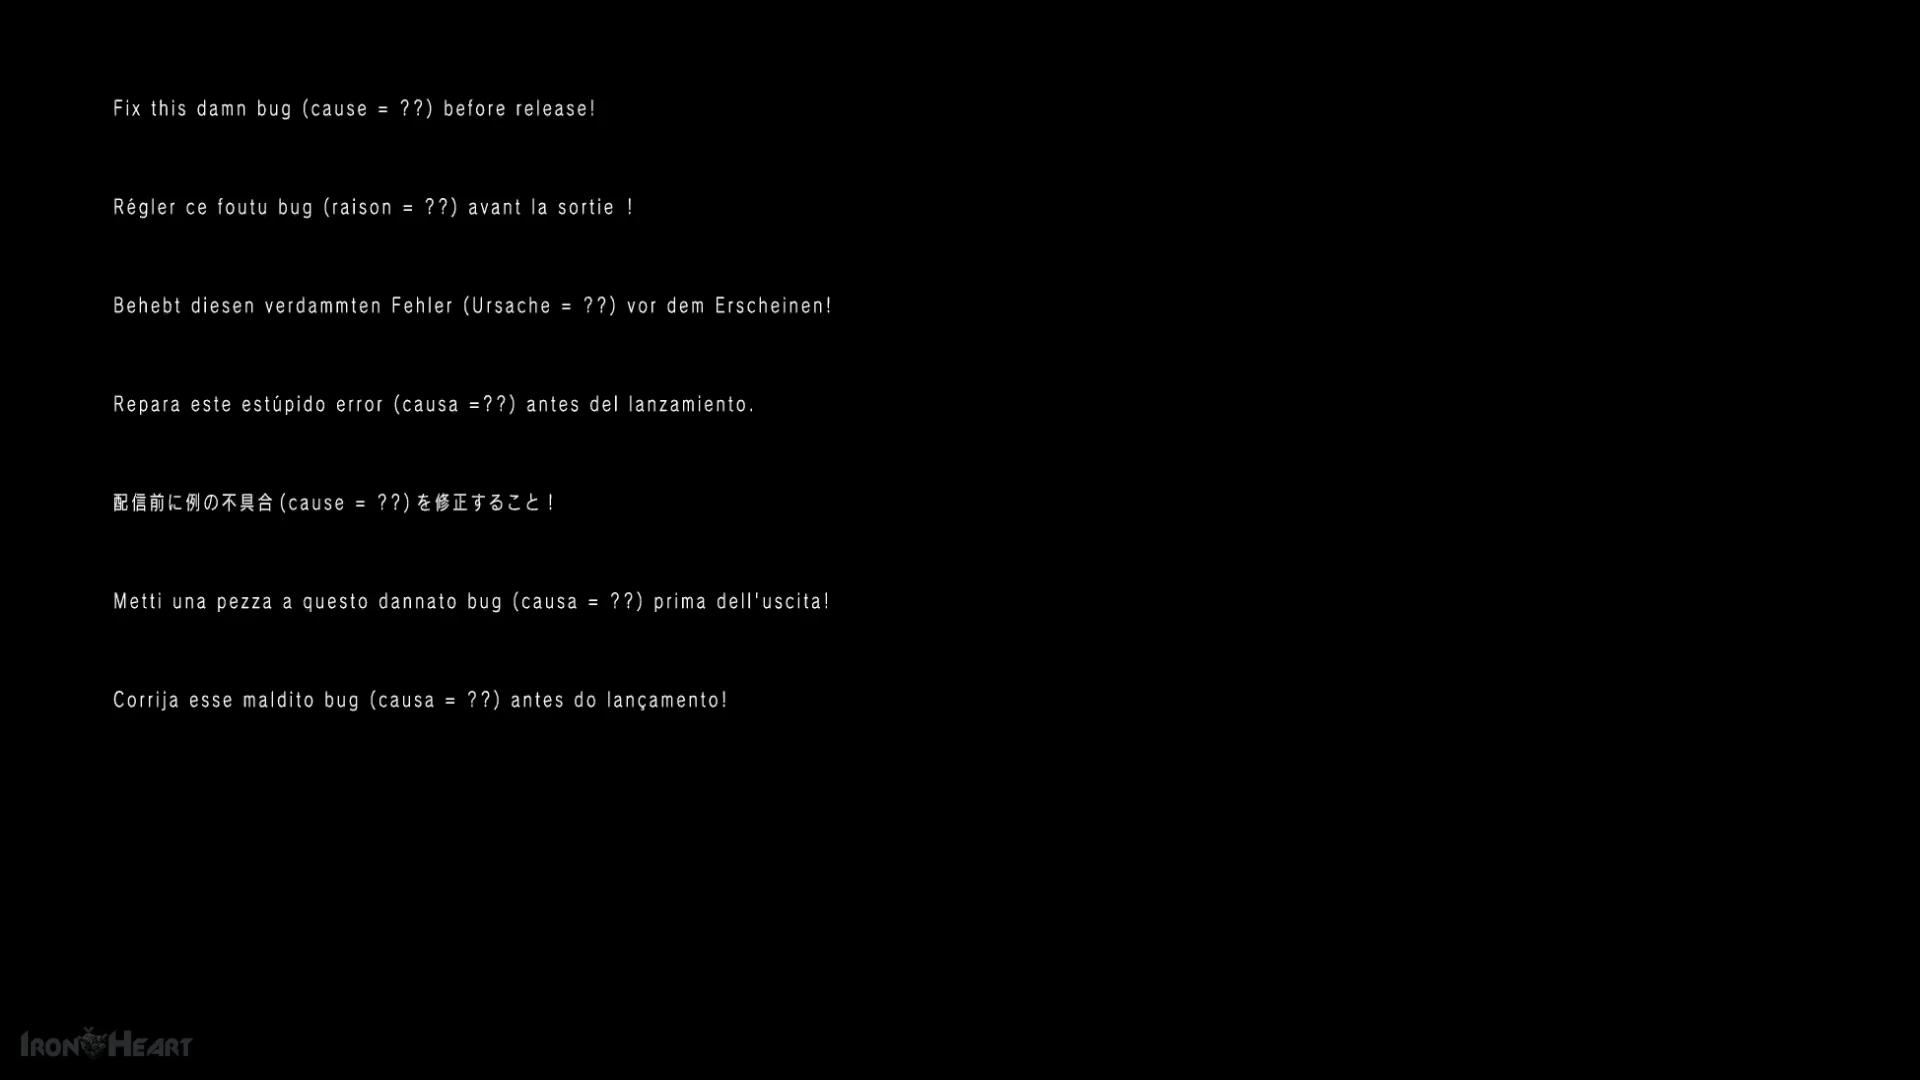 Fix this damn bug (cause = ??) before release!
Régler ce foutu bug (raison = ??) avant la sortie !
Behebt diesen verdammten Fehler (Ursache = ??) vor dem Erscheinen!
Repara este estúpido error (causa =??) antes del lanzamiento.
配信前に例の不具合(cause = ??)を修正すること！
Metti una pezza a questo dannato bug (causa = ??) prima dell'uscita!
Corrija esse maldito bug (causa = ??) antes do lançamento!
IRON HEART